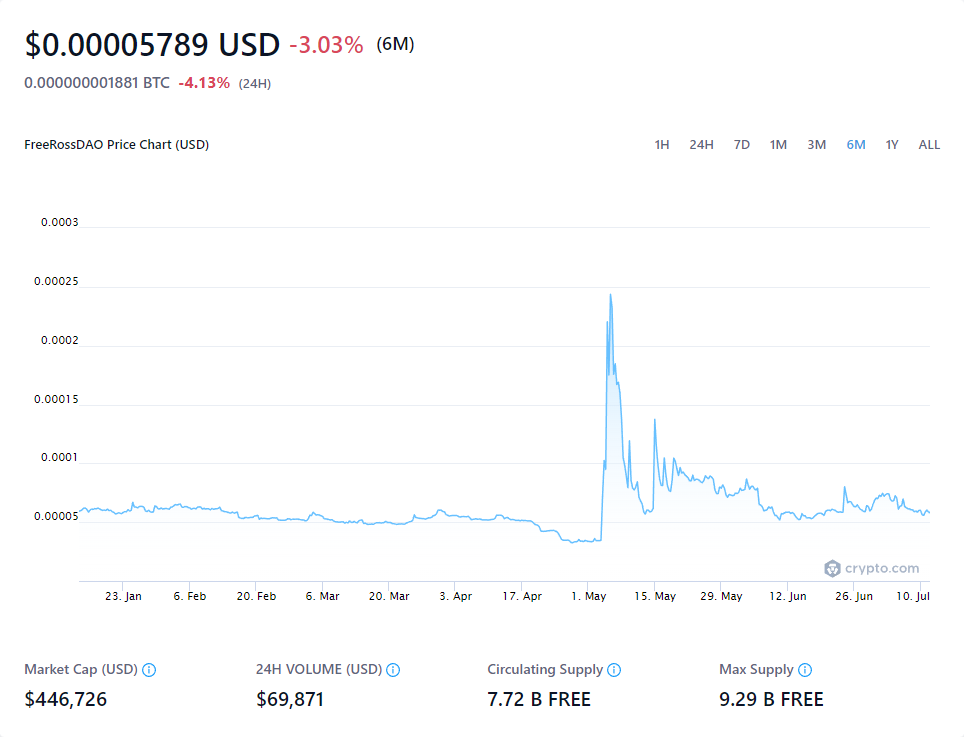 $0.00005789 USD -3.03% (6M)
0.000000001881 BTC -4.13% (24H)
FreeRossDAO Price Chart (USD) 1H 24H 7D 1M 3M 6M 1Y ALL
0.0003
0.00025
0.0002
0.00015
0.0001
0.00005
crypto.com
23. Jan 6. Feb 20. Feb 6. Mar 20. Mar 3. Apr 17. Apr 1. May 15. May 29. May 12. Jun 26. Jun 10. Jul
Market Cap (USD) 24H VOLUME (USD) Circulating Supply Max Supply
$446,726 $69,871 7.72 B FREE 9.29 B FREE